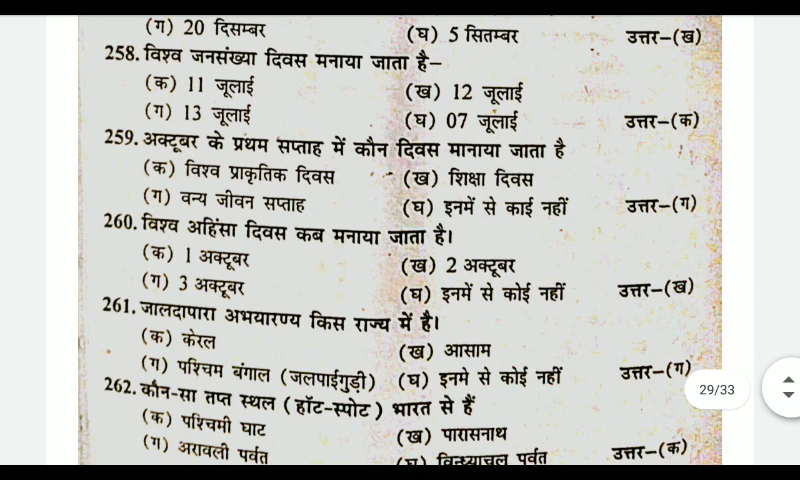 (ग) 20 दिसम्बर (घ) 5 सितम्बर उत्तर–(ख)
258. विश्व जनसंख्या दिवस मनाया जाता है–
(क) 11 जूलाई (ख) 12 जूलाई
(ग) 13 जूलाई (घ) 07 जूलाई उत्तर–(क)
259. अक्टूबर के प्रथम सप्ताह में कौन दिवस मानाया जाता है
(क) विश्व प्राकृतिक दिवस (ख) शिक्षा दिवस
(ग) वन्य जीवन सप्ताह (घ) इनमें से काई नहीं उत्तर–(ग)
260. विश्व अहिंसा दिवस कब मनाया जाता है।
(क) 1 अक्टूबर (ख) 2 अक्टूबर
(ग) 3 अक्टूबर (घ) इनमें से कोई नहीं उत्तर–(ख)
261. जालदापारा अभयारण्य किस राज्य में है।
(क) केरल (ख) आसाम
(ग) पश्चिम बंगाल (जलपाईगुड़ी) (घ) इनमे से कोई नहीं उत्तर–(ग)
29/33
262. कौन-सा तप्त स्थल (हॉट-स्पोट) भारत से हैं
(क) पश्चिमी घाट (ख) पारासनाथ
(ग) अरावली पर्वत (घ) विन्ध्याचल पर्वत उत्तर–(क)